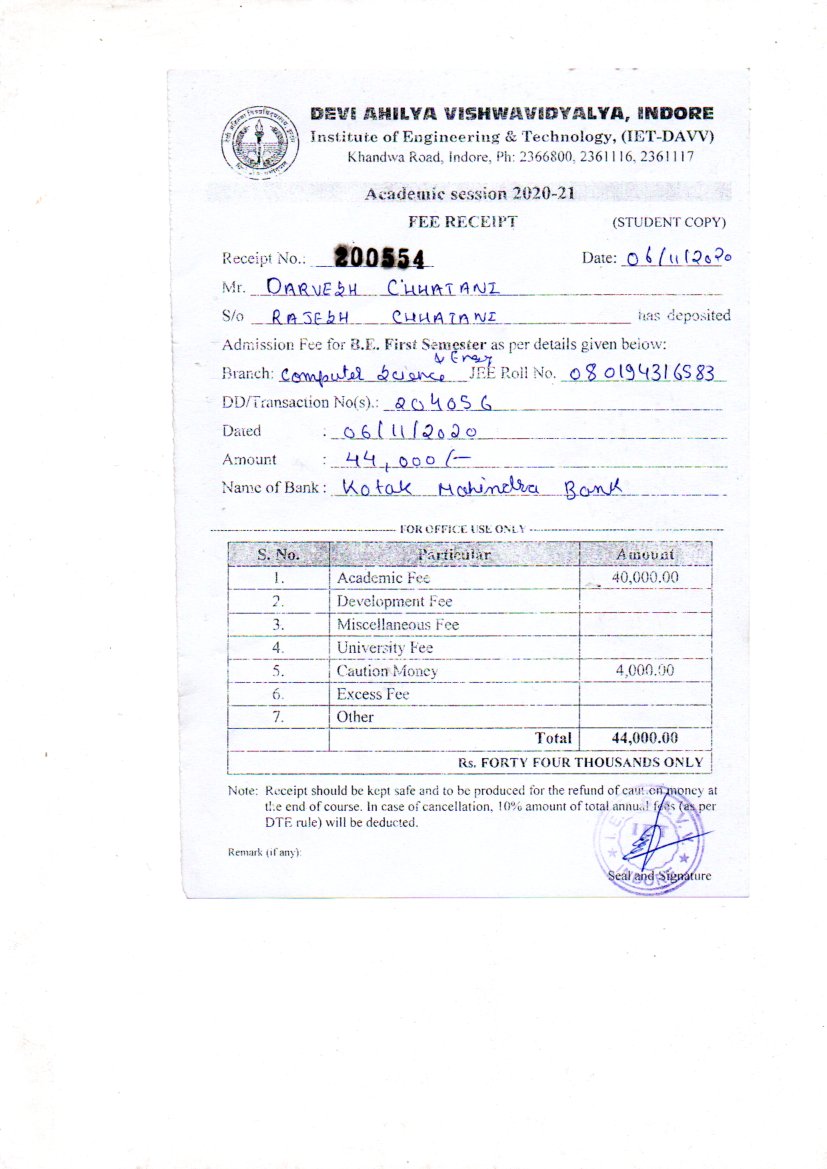 DEVI AHILYA VISHWAVIDYALYA, INDORE
Institute of Engineering & Technology, (IET-DAVV)
Khandwa Road, Indore, Ph: 2366800, 2361116, 2361117
Academic session 2020-21
FEE RECEIPT (STUDENT COPY)
Receipt No.: 200554 Date: 06/11/2020
Mr. DARVESH CHHATANI
S/o RAJESH CHHATANI has deposited
Admission Fee for B.E. First Semester as per details given below:
& Engg
Branch: Computer Science JEE Roll No. 080194316583
DD/Transaction No(s).: 204056
Dated : 06/11/2020
Amount : 44,000/-
Name of Bank : Kotak Mahindra Bank
FOR OFFICE USE ONLY
S. No. Particular Amount
1. Academic Fee 40,000.00
2. Development Fee
3. Miscellaneous Fee
4. University Fee
5. Caution Money 4,000.00
6. Excess Fee
7. Other
Total 44,000.00
Rs. FORTY FOUR THOUSANDS ONLY
Note: Receipt should be kept safe and to be produced for the refund of caution money at
the end of course. In case of cancellation, 10% amount of total annual fees (as per
DTE rule) will be deducted.
Remark (if any):
IET
INDORE
Seal and Signature